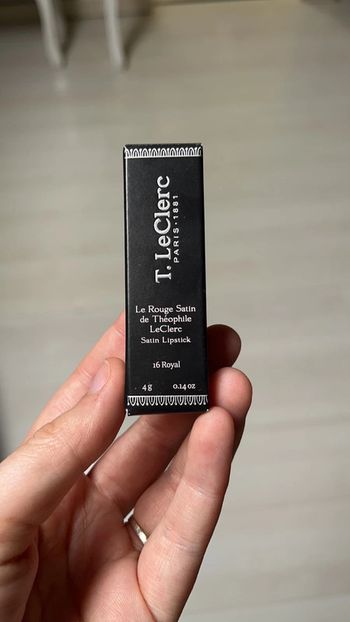 T. LeClerc
PARIS·1881
Le Rouge Satin
de Théophile
LeClerc
Satin Lipstick
16 Royal
4 g 0.14 oz